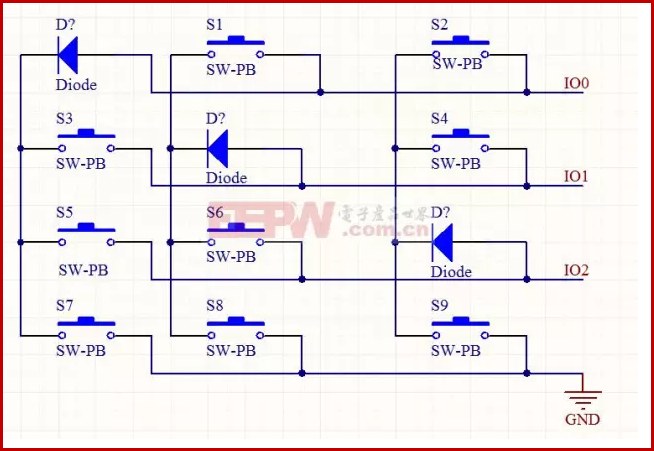 D?
S1
S2
SW-PB
SW-PB
Diode
IO0
S3
D?
S4
SW-PB
SW-PB
Diode
IO1
EEPW 电子產品世界
.com.cn
S5
S6
D?
SW-PB
SW-PB
Diode
IO2
S7
S8
S9
SW-PB
SW-PB
SW-PB
GND